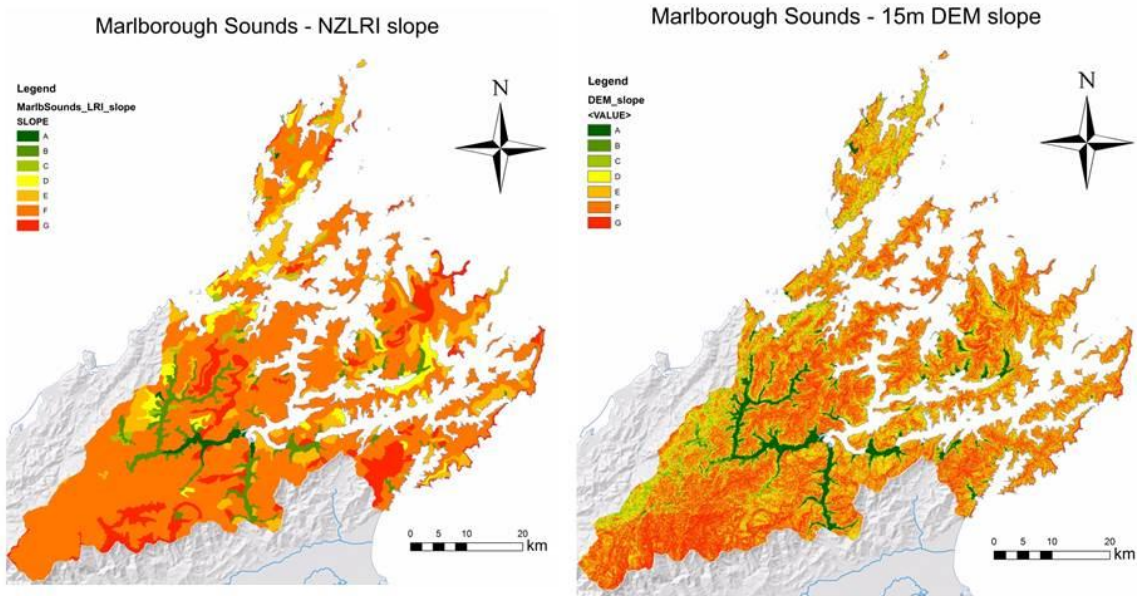 Marlborough Sounds - NZLRI slope
Legend
MarlbSounds_LRI_slope
SLOPE
A
B
C
D
E
F
G
N
0 5 10 20
km
Marlborough Sounds - 15m DEM slope
Legend
DEM_slope
<VALUE>
A
B
C
D
E
F
G
N
0 5 10 20
km